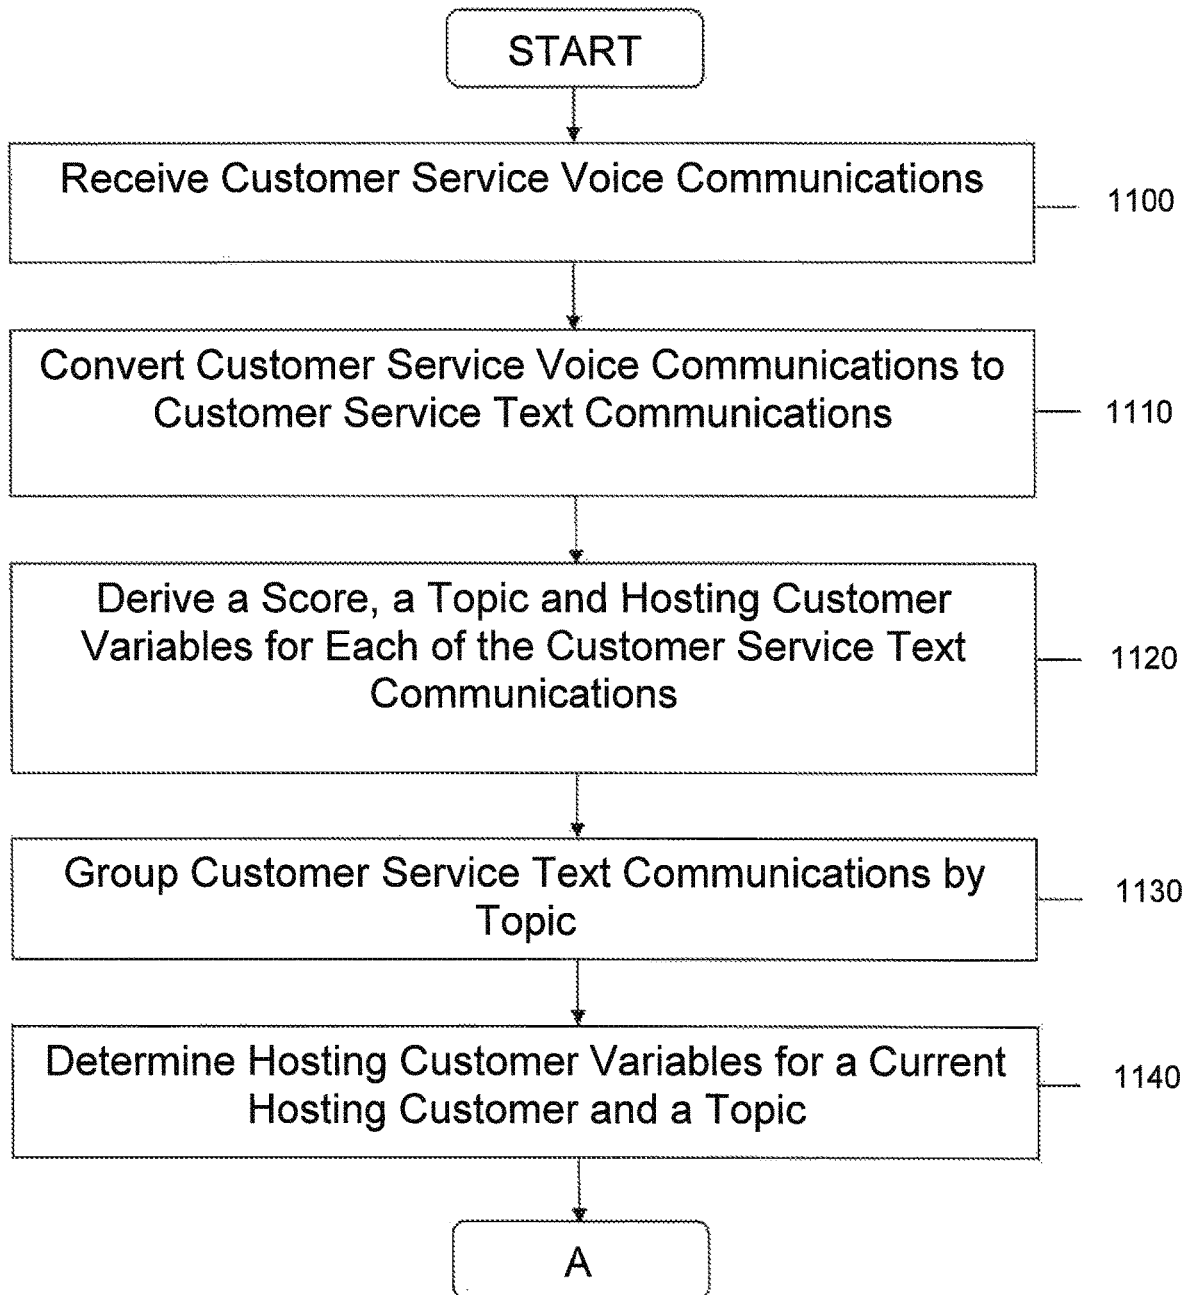 START
Receive Customer Service Voice Communications
1100
Convert Customer Service Voice Communications to
Customer Service Text Communications
1110
Derive a Score, a Topic and Hosting Customer
Variables for Each of the Customer Service Text
Communications
1120
Group Customer Service Text Communications by
Topic
1130
Determine Hosting Customer Variables for a Current
Hosting Customer and a Topic
1140
A